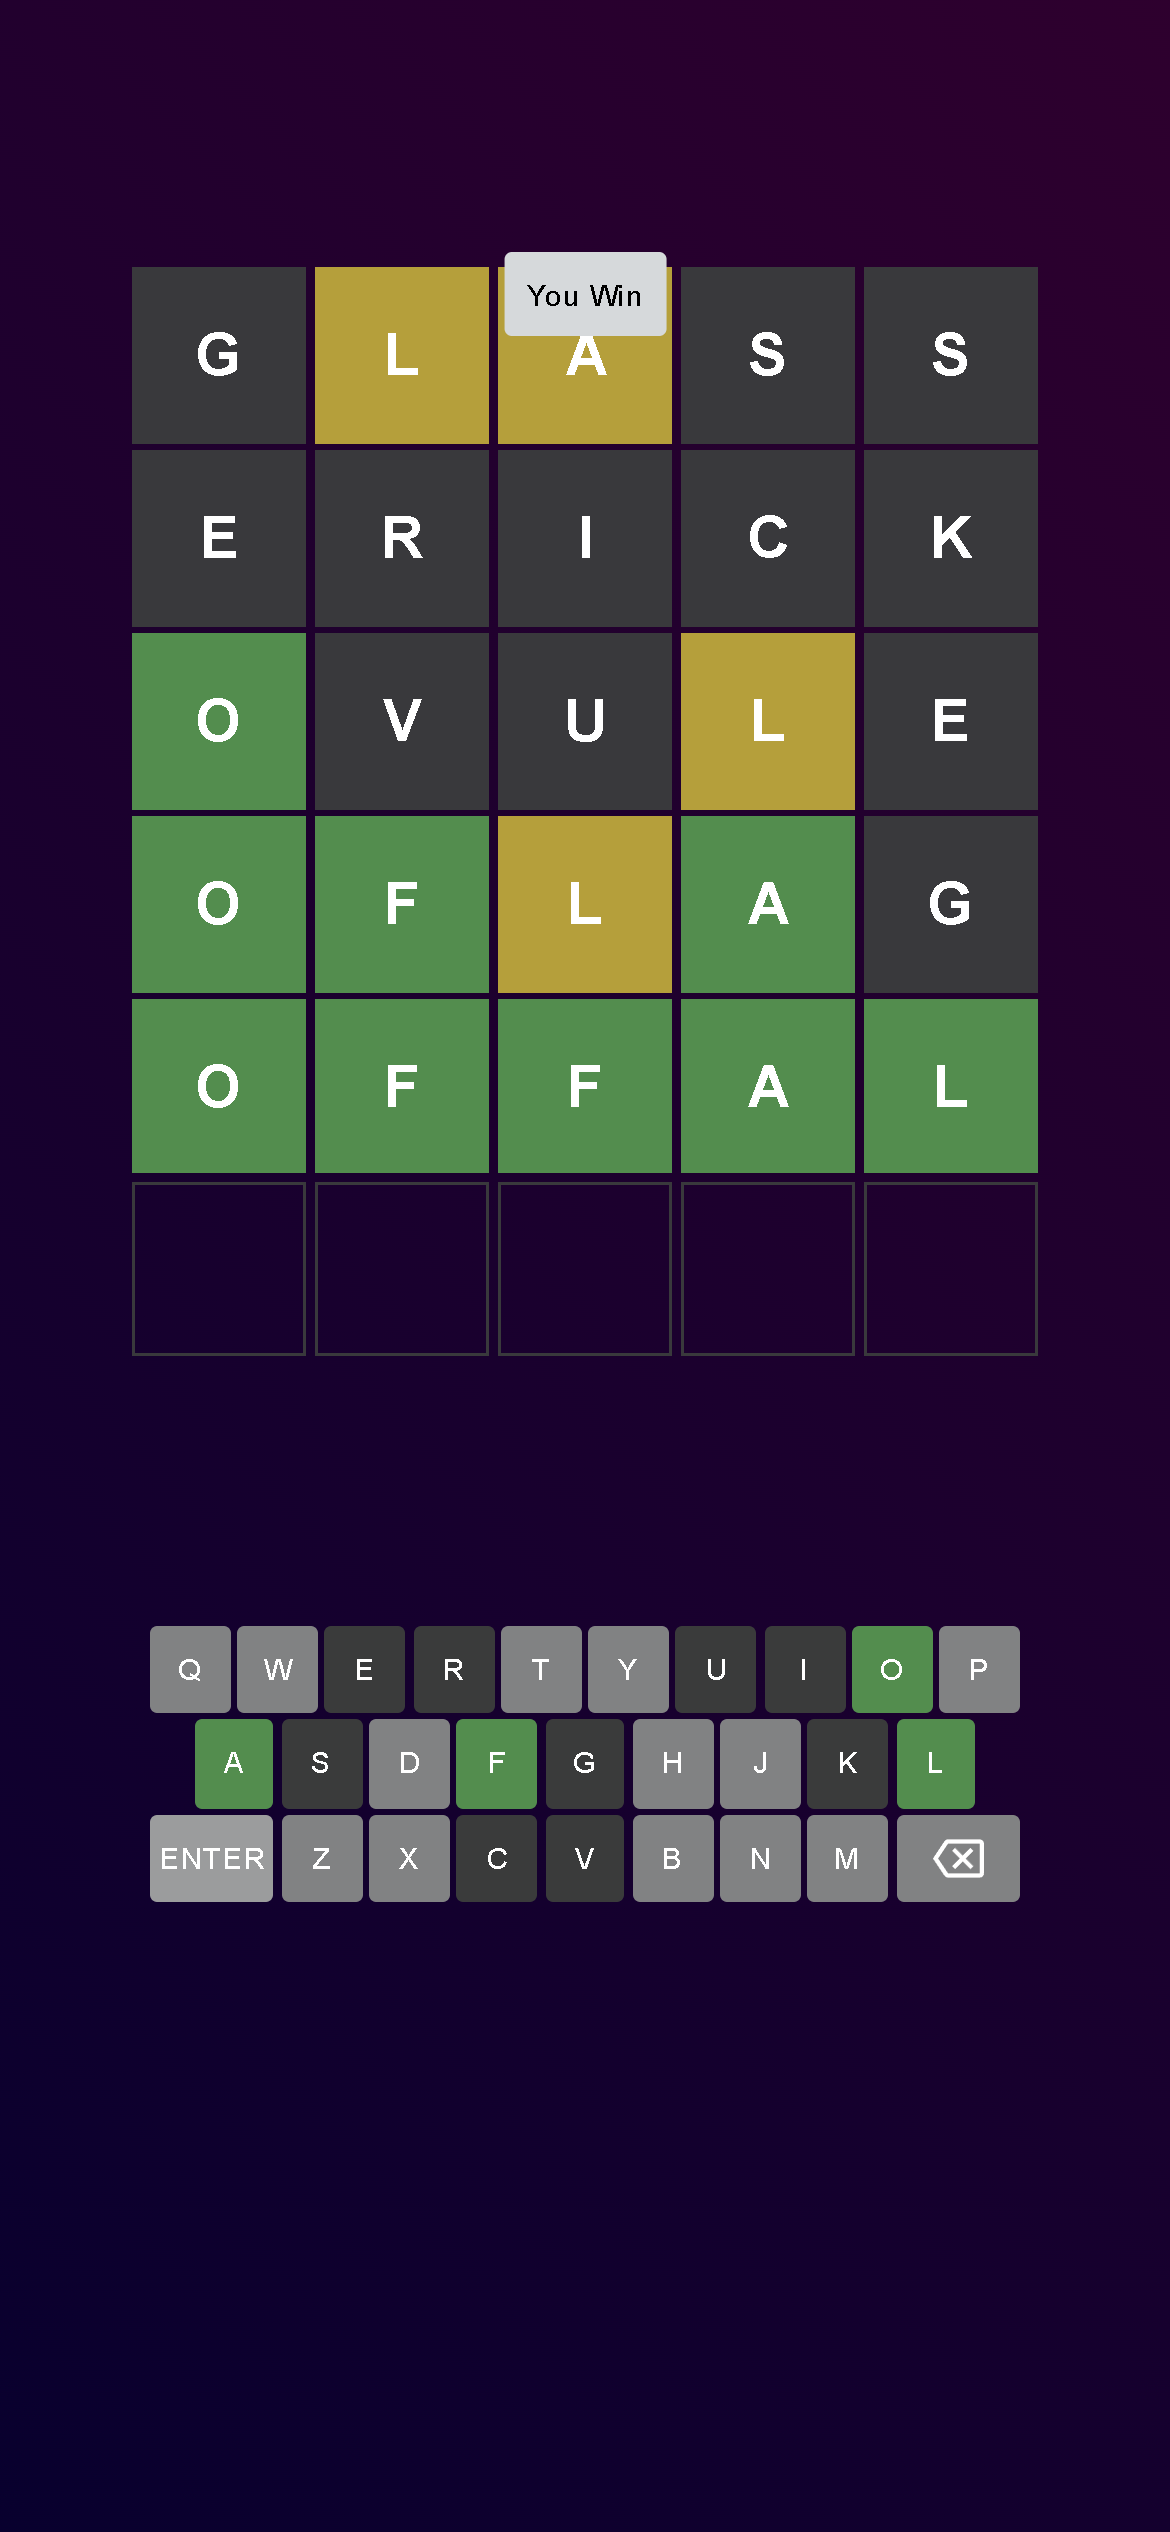 You Win
G L A S S
E R I C K
O V U L E
O F L A G
O F F A L
Q W E R T Y U I O P
A S D F G H J K L
ENTER Z X C V B N M